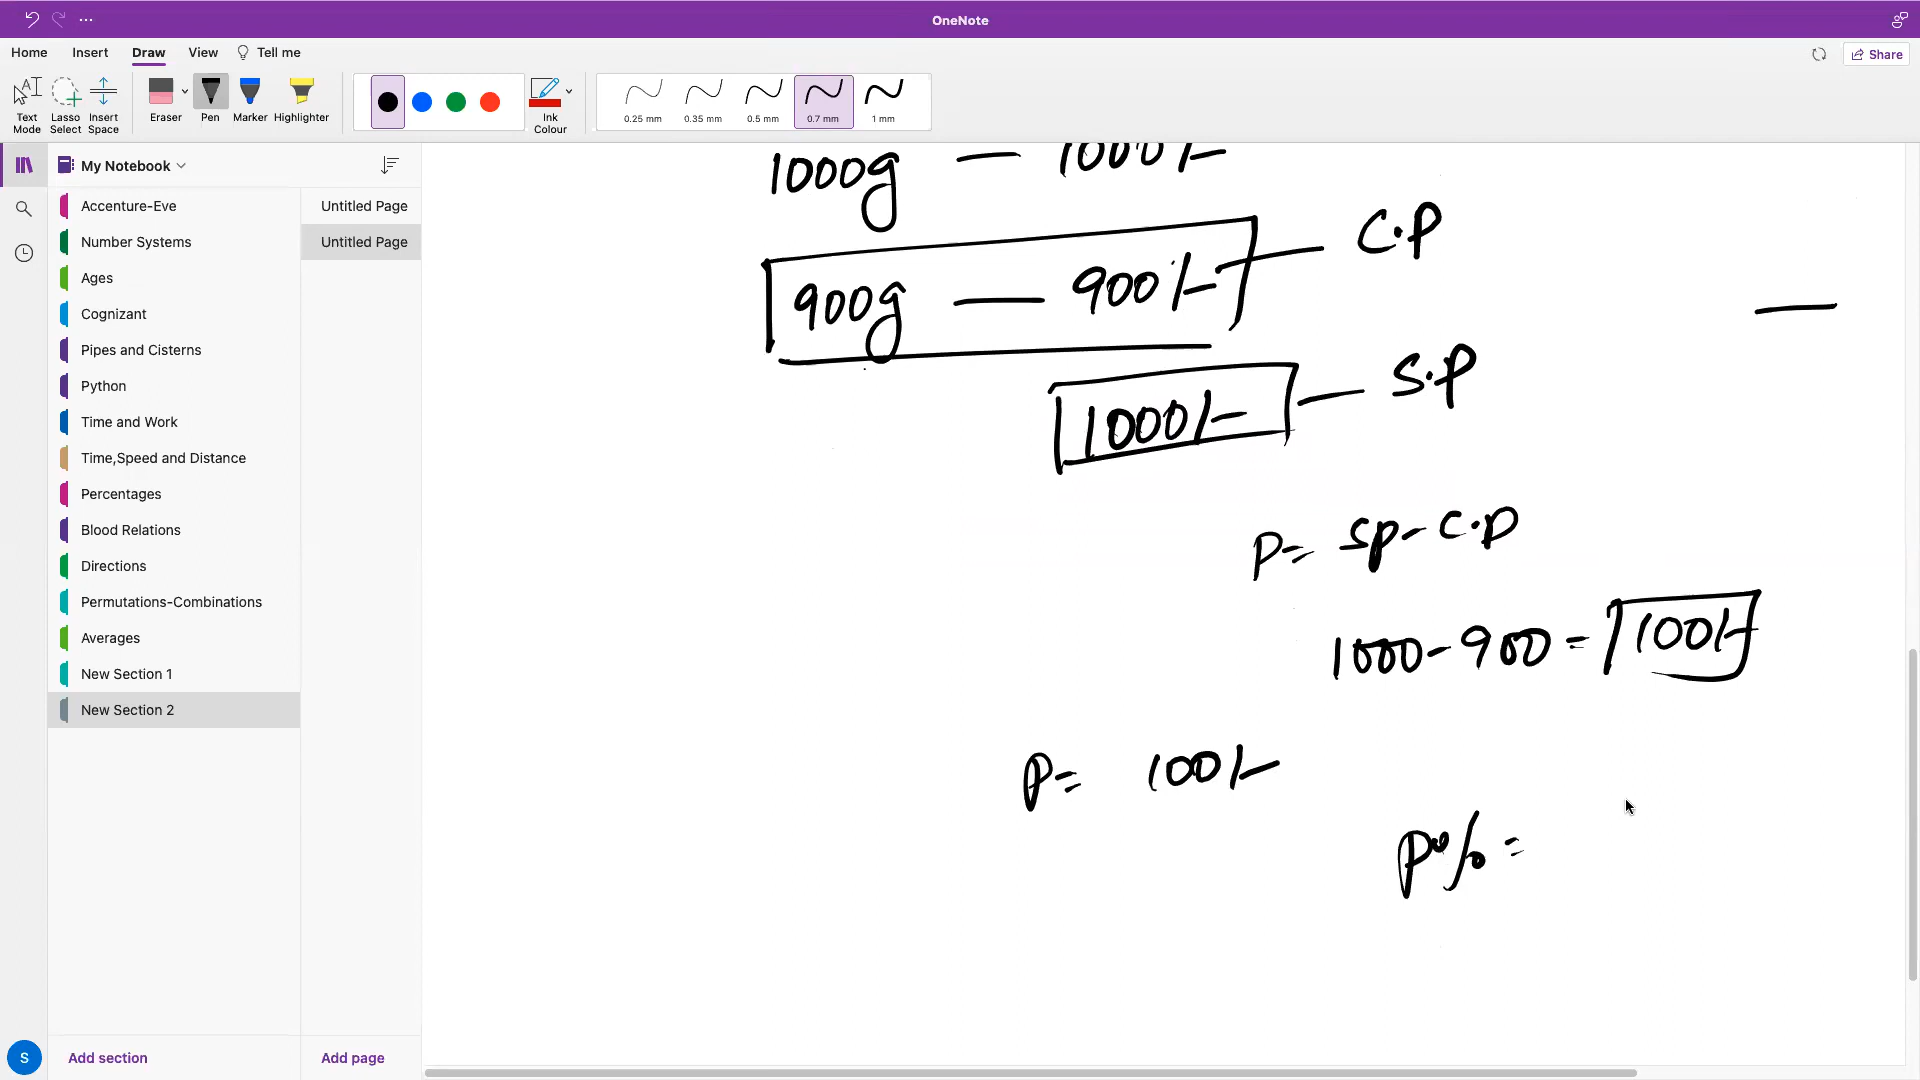 OneNote
Home Insert Draw View Tell me
Share
Text Mode
Lasso Select
Insert Space
Eraser
Pen
Marker
Highlighter
Ink Colour
0.25 mm
0.35 mm
0.5 mm
0.7 mm
1 mm
My Notebook
Accenture-Eve
Number Systems
Ages
Cognizant
Pipes and Cisterns
Python
Time and Work
Time,Speed and Distance
Percentages
Blood Relations
Directions
Permutations-Combinations
Averages
New Section 1
New Section 2
Add section
Untitled Page
Untitled Page
Add page
S
1000g — 1000/-
900g — 900/- — C.P
1000/- — S.P
P= SP-C.P
1000-900= 100/-
P= 100/-
P%=